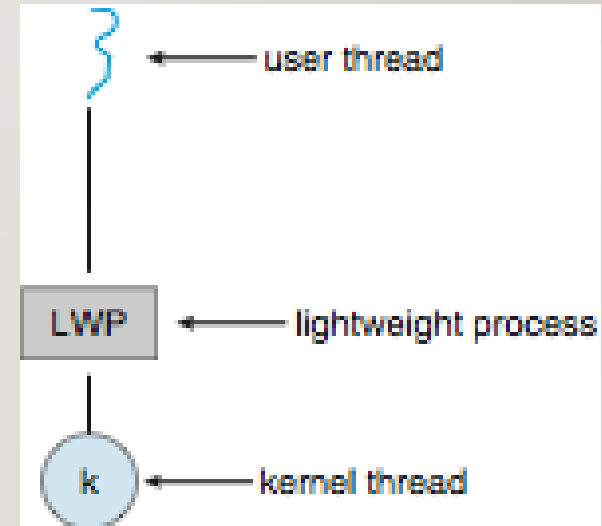 user thread
LWP
lightweight process
k
kernel thread